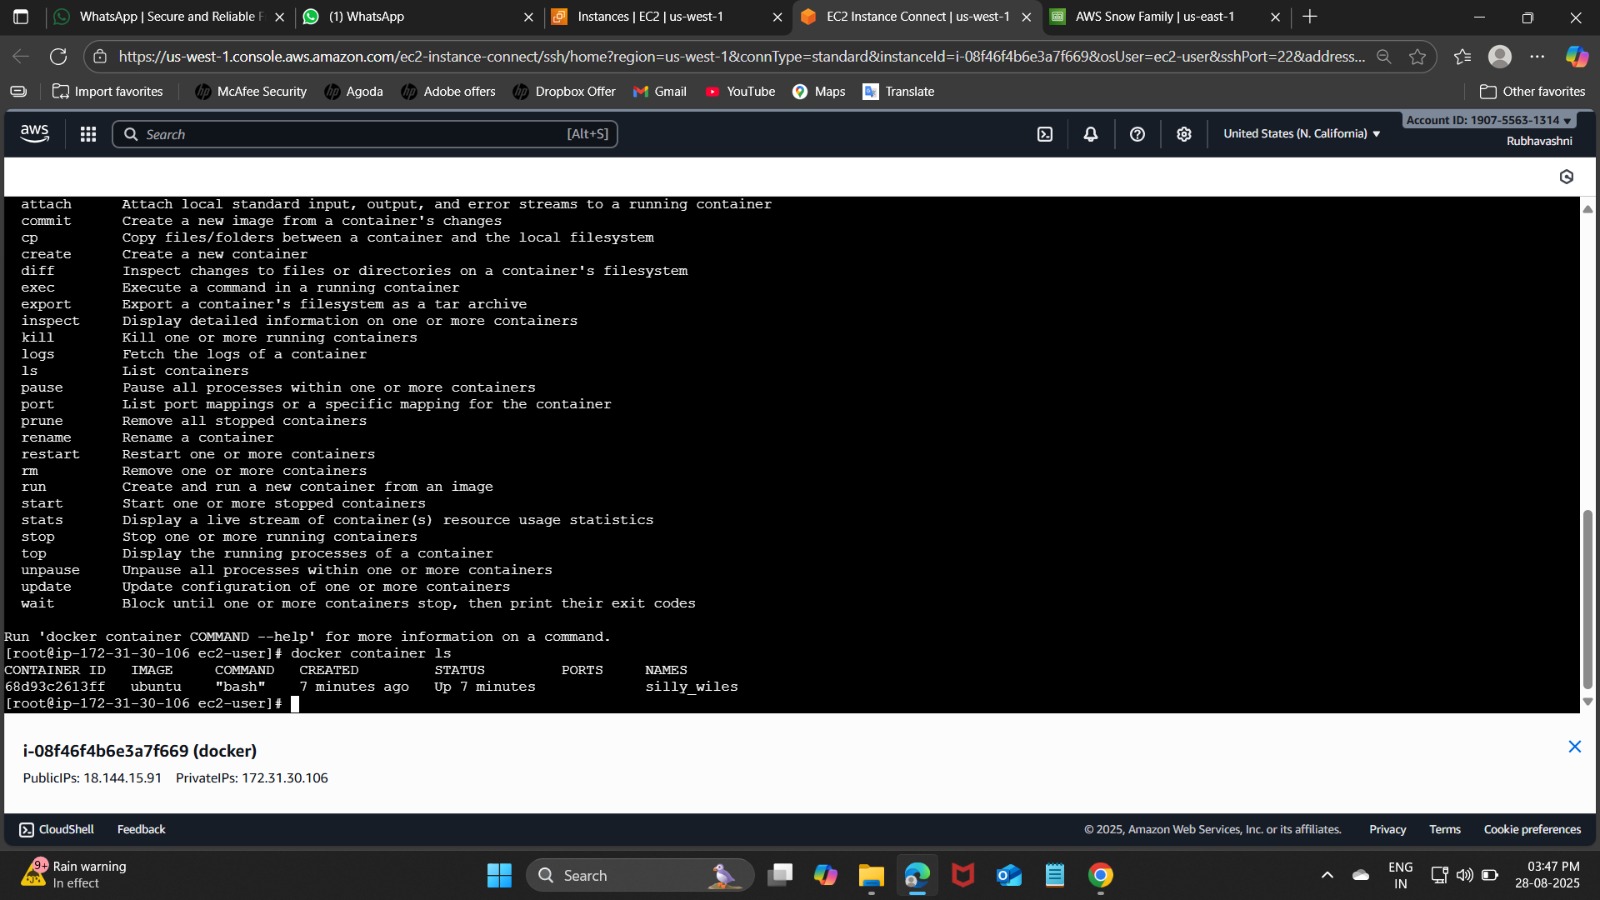 WhatsApp | Secure and Reliable F
(1) WhatsApp
Instances | EC2 | us-west-1
EC2 Instance Connect | us-west-1
AWS Snow Family | us-east-1
https://us-west-1.console.aws.amazon.com/ec2-instance-connect/ssh/home?region=us-west-1&connType=standard&instanceId=i-08f46f4b6e3a7f669&osUser=ec2-user&sshPort=22&address...
Import favorites
McAfee Security
Agoda
Adobe offers
Dropbox Offer
Gmail
YouTube
Maps
Translate
Other favorites
aws
Search
[Alt+S]
United States (N. California)
Account ID: 1907-5563-1314
Rubhavashni
attach Attach local standard input, output, and error streams to a running container
commit Create a new image from a container's changes
cp Copy files/folders between a container and the local filesystem
create Create a new container
diff Inspect changes to files or directories on a container's filesystem
exec Execute a command in a running container
export Export a container's filesystem as a tar archive
inspect Display detailed information on one or more containers
kill Kill one or more running containers
logs Fetch the logs of a container
ls List containers
pause Pause all processes within one or more containers
port List port mappings or a specific mapping for the container
prune Remove all stopped containers
rename Rename a container
restart Restart one or more containers
rm Remove one or more containers
run Create and run a new container from an image
start Start one or more stopped containers
stats Display a live stream of container(s) resource usage statistics
stop Stop one or more running containers
top Display the running processes of a container
unpause Unpause all processes within one or more containers
update Update configuration of one or more containers
wait Block until one or more containers stop, then print their exit codes
Run 'docker container COMMAND --help' for more information on a command.
[root@ip-172-31-30-106 ec2-user]# docker container ls
CONTAINER ID IMAGE COMMAND CREATED STATUS PORTS NAMES
68d93c2613ff ubuntu "bash" 7 minutes ago Up 7 minutes silly_wiles
[root@ip-172-31-30-106 ec2-user]#
i-08f46f4b6e3a7f669 (docker)
PublicIPs: 18.144.15.91 PrivateIPs: 172.31.30.106
CloudShell
Feedback
© 2025, Amazon Web Services, Inc. or its affiliates.
Privacy
Terms
Cookie preferences
9+
Rain warning
In effect
Search
ENG
IN
03:47 PM
28-08-2025